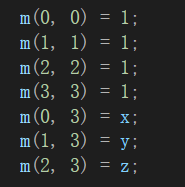 m(0, 0) = 1;
m(1, 1) = 1;
m(2, 2) = 1;
m(3, 3) = 1;
m(0, 3) = x;
m(1, 3) = y;
m(2, 3) = z;